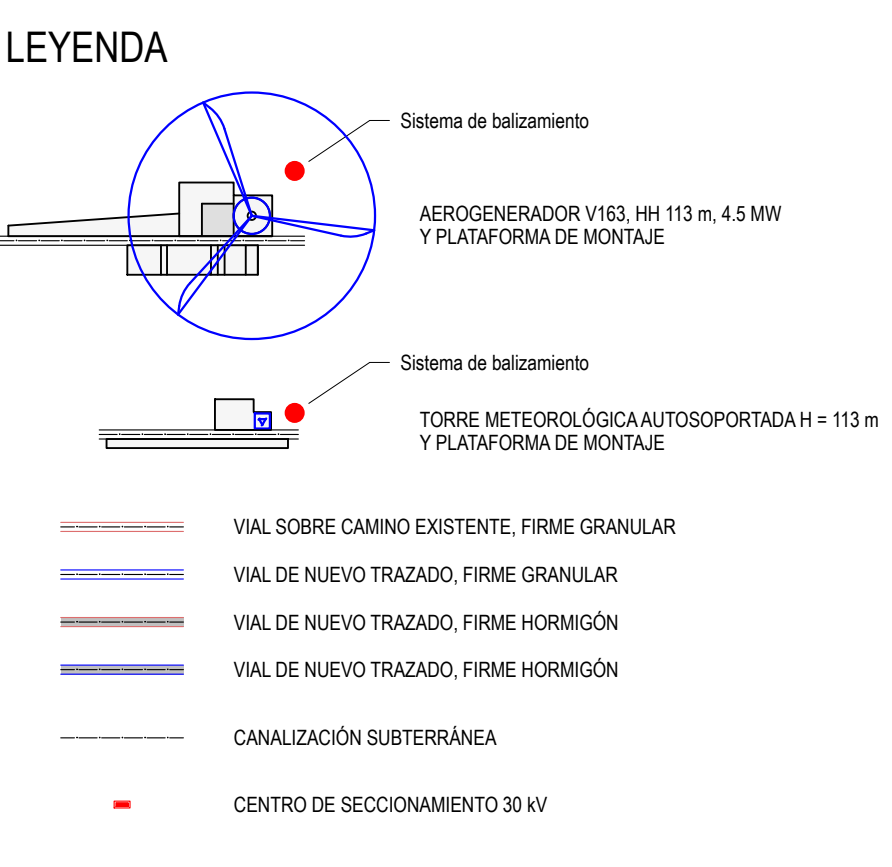 LEYENDA
Sistema de balizamiento
AEROGENERADOR V163, HH 113 m, 4.5 MW
Y PLATAFORMA DE MONTAJE
Sistema de balizamiento
TORRE METEOROLÓGICA AUTOSOPORTADA H = 113 m
Y PLATAFORMA DE MONTAJE
VIAL SOBRE CAMINO EXISTENTE, FIRME GRANULAR
VIAL DE NUEVO TRAZADO, FIRME GRANULAR
VIAL DE NUEVO TRAZADO, FIRME HORMIGÓN
VIAL DE NUEVO TRAZADO, FIRME HORMIGÓN
CANALIZACIÓN SUBTERRÁNEA
CENTRO DE SECCIONAMIENTO 30 kV